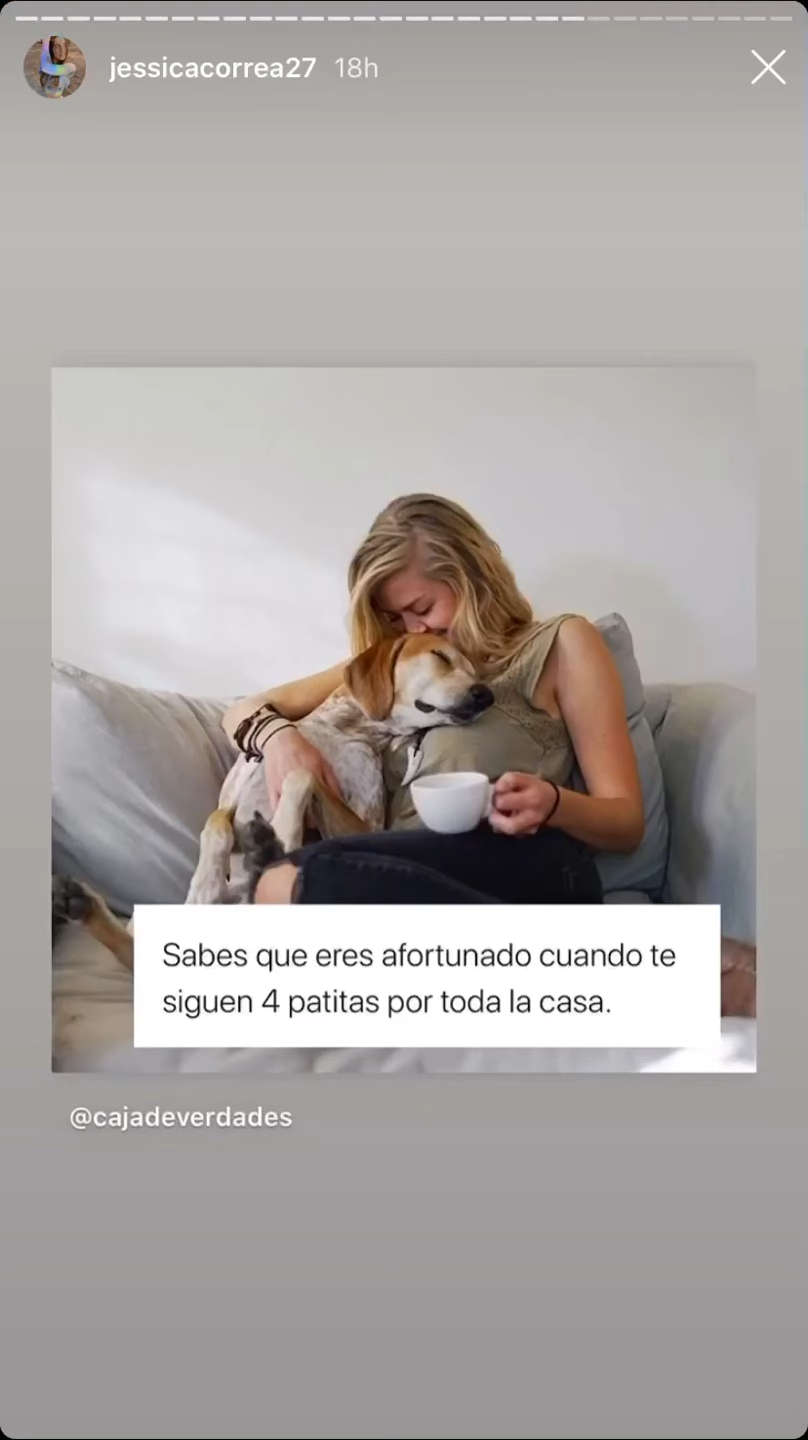 jessicacorrea27 18h
Sabes que eres afortunado cuando te
siguen 4 patitas por toda la casa.
@cajadeverdades